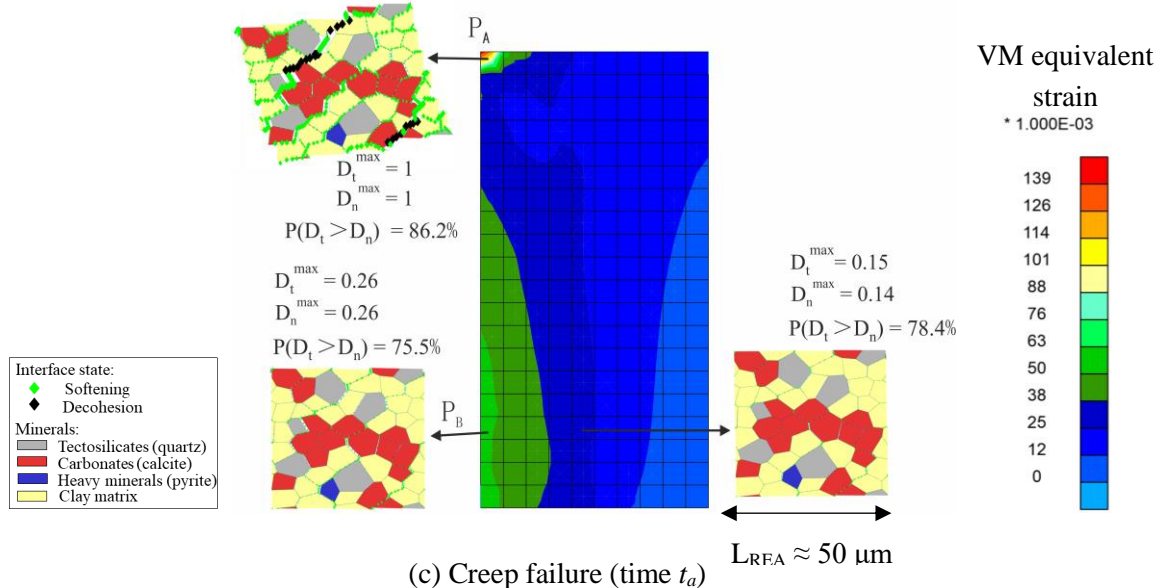 P_A
D_t^max = 1
D_n^max = 1
P(D_t >D_n) = 86.2%
D_t^max = 0.26
D_n^max = 0.26
P(D_t >D_n) = 75.5%
P_B
Interface state:
Softening
Decohesion
Minerals:
Tectosilicates (quartz)
Carbonates (calcite)
Heavy minerals (pyrite)
Clay matrix
D_t^max = 0.15
D_n^max = 0.14
P(D_t >D_n) = 78.4%
L_REA ≈ 50 μm
VM equivalent
strain
* 1.000E-03
139
126
114
101
88
76
63
50
38
25
12
0
(c) Creep failure (time t_a)